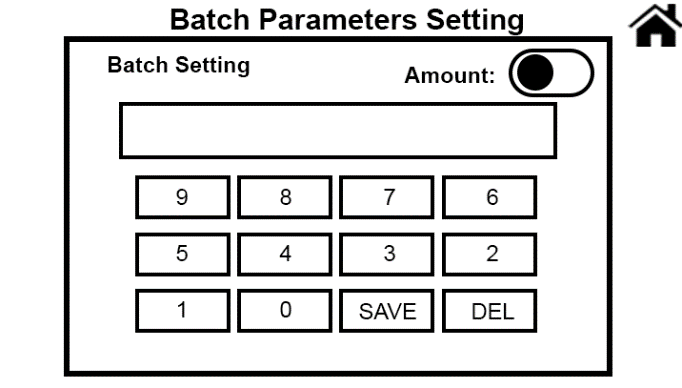 Batch Parameters Setting
Batch Setting
Amount:
9 8 7 6
5 4 3 2
1 0 SAVE DEL